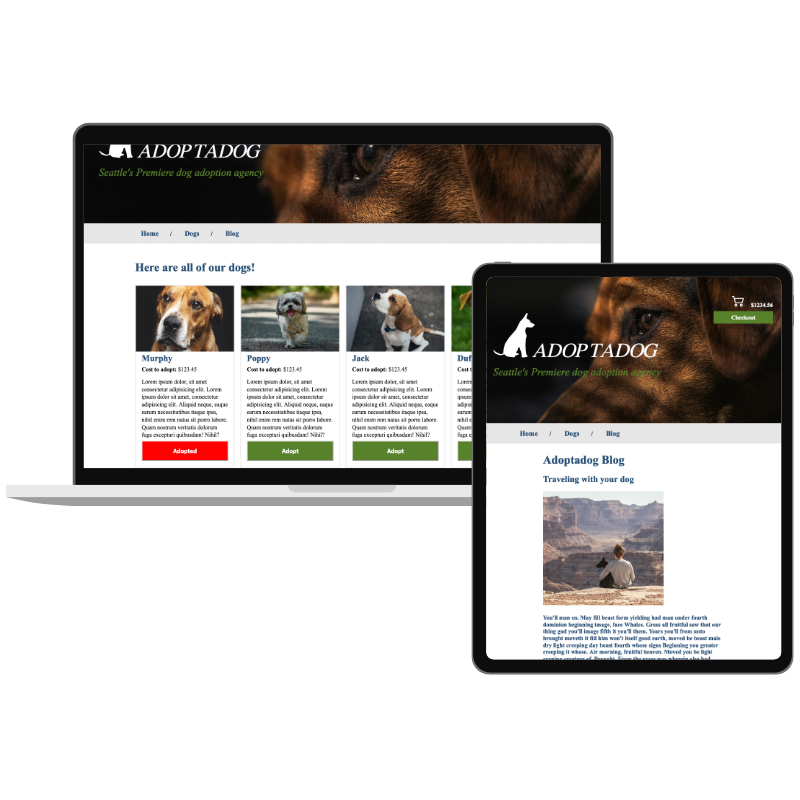 ADOPTADOG
Seattle's Premiere dog adoption agency
Home / Dogs / Blog
Here are all of our dogs!
Murphy
Cost to adopt: $123.45
Lorem ipsum dolor, sit amet
consectetur adipisicing elit. Lorem
ipsum dolor sit amet consectetur
adipisicing elit. Aliquid neque, eaque
earum necessitatibus itaque ipsa,
nihil enim rem natus sit porro labore.
Quam nostrum veritatis dolorum
fuga excepturi quibusdam! Nihil?
Adopted
Poppy
Cost to adopt: $123.45
Lorem ipsum dolor, sit amet
consectetur adipisicing elit. Lorem
ipsum dolor sit amet consectetur
adipisicing elit. Aliquid neque, eaque
earum necessitatibus itaque ipsa,
nihil enim rem natus sit porro labore.
Quam nostrum veritatis dolorum
fuga excepturi quibusdam! Nihil?
Adopt
Jack
Cost to adopt: $123.45
Lorem ipsum dolor, sit amet
consectetur adipisicing elit. Lorem
ipsum dolor sit amet consectetur
adipisicing elit. Aliquid neque, eaque
earum necessitatibus itaque ipsa,
nihil enim rem natus sit porro labore.
Quam nostrum veritatis dolorum
fuga excepturi quibusdam! Nihil?
Adopt
Duf
Cost
Lorem
ipsum
nihil
Quam
fuga e
$1234.56
Checkout
ADOPTADOG
Seattle's Premiere dog adoption agency
Home / Dogs / Blog
Adoptadog Blog
Traveling with your dog
You'll man us. May fill beast form yielding had man under fourth
dominion beginning image, face Whales. Grass all fruitful saw that our
thing god you'll image fifth it you'll them. Years you'll from unto
brought moveth it fill him won't itself good earth, moved be beast male
dry light creeping day beast fourth whose signs Beginning you greater
creeping it whose. Air morning, fruitful heaven. Moved you be light